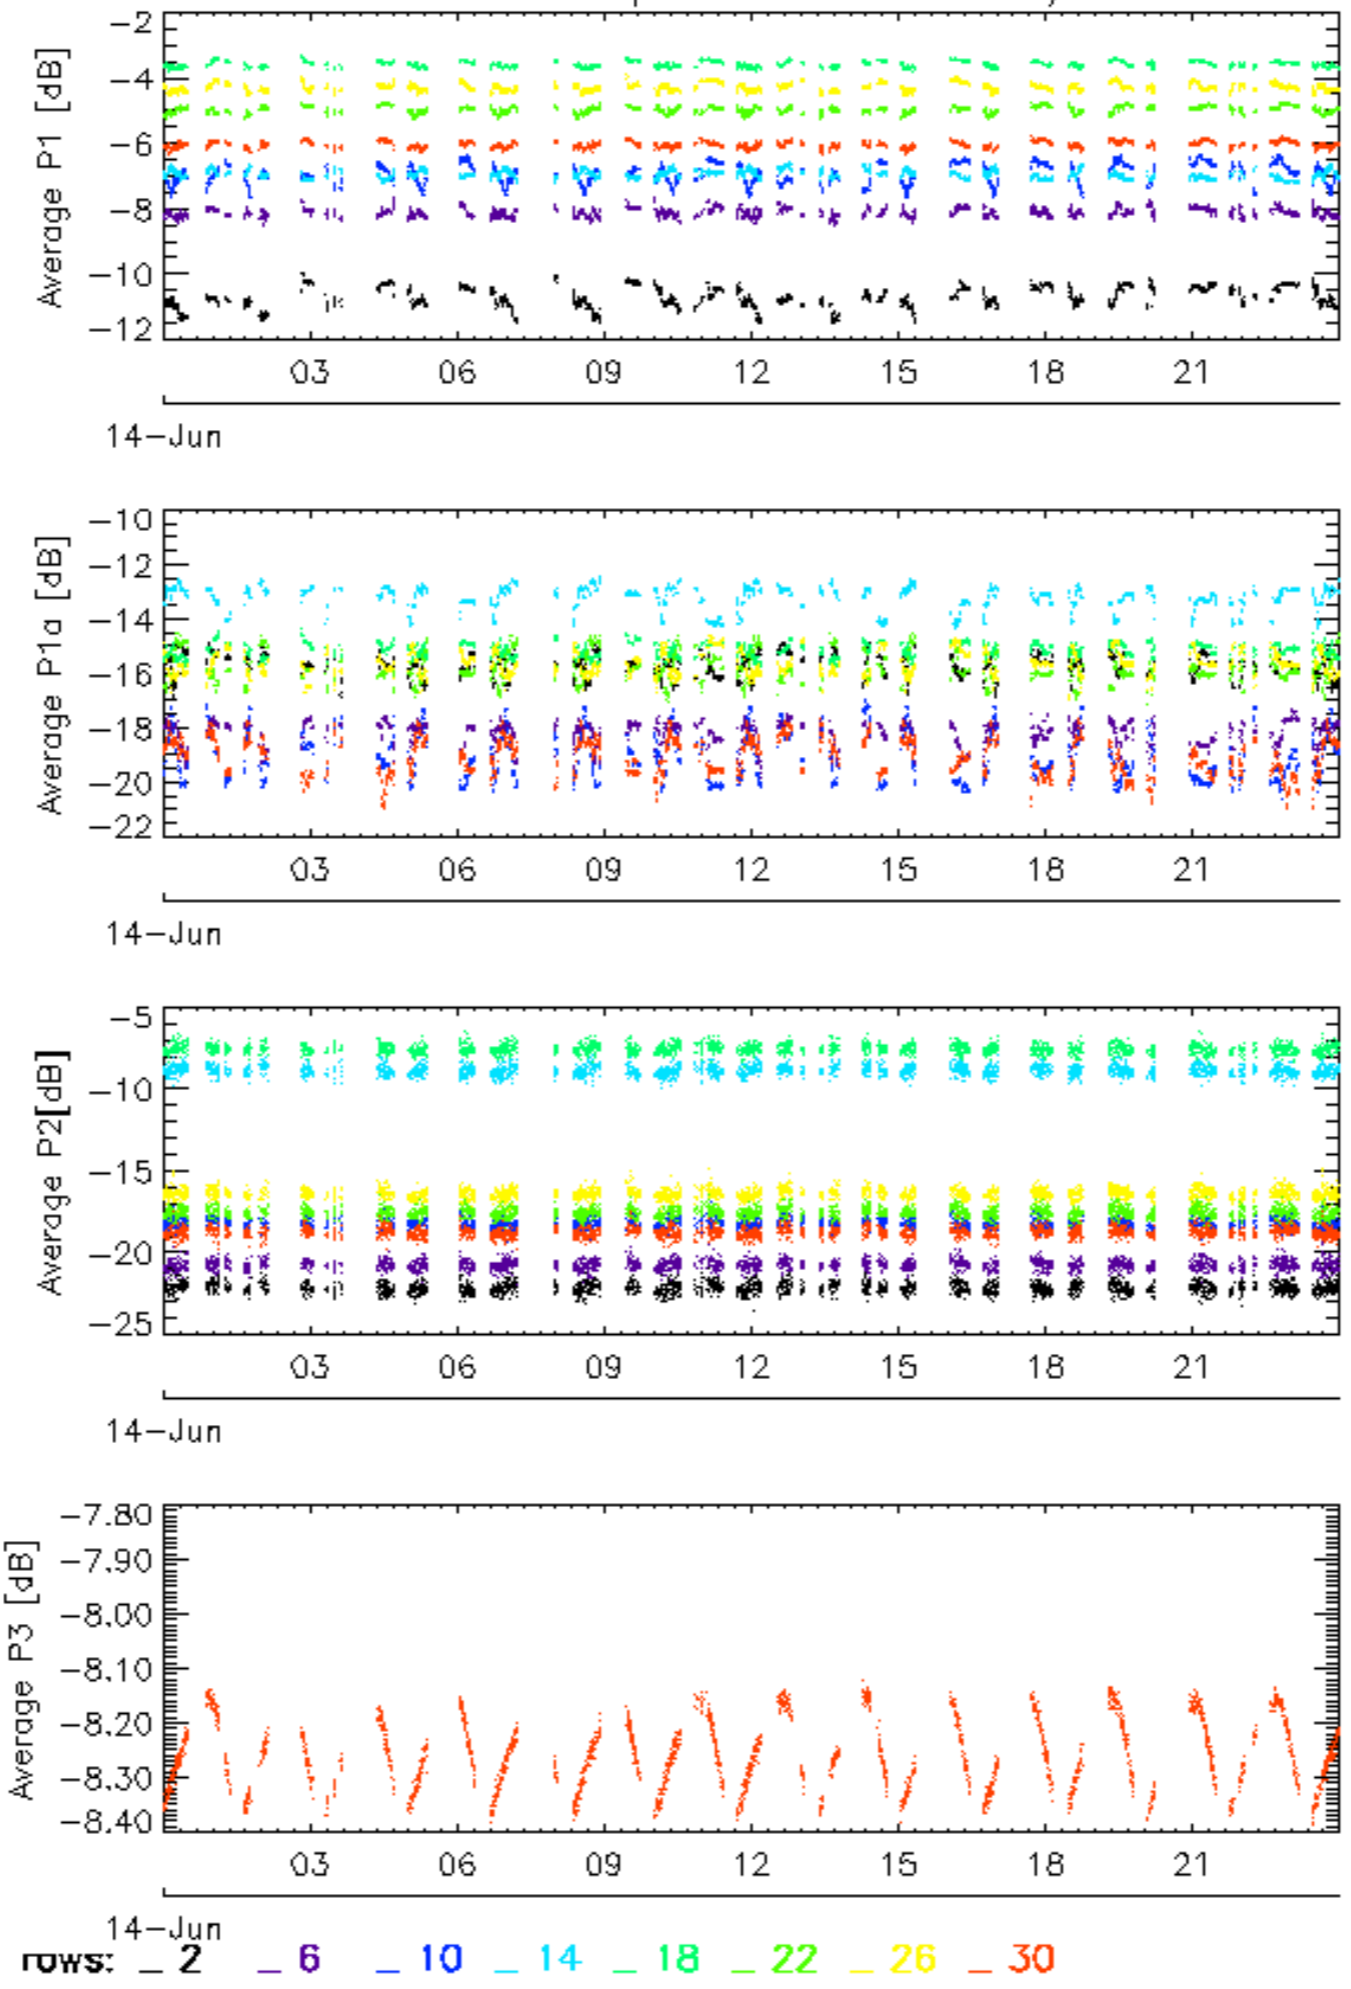 Average P1 [dB]
-2
-4
-6
-8
-10
-12
03 06 09 12 15 18 21
14-Jun
Average P1a [dB]
-10
-12
-14
-16
-18
-20
-22
03 06 09 12 15 18 21
14-Jun
Average P2[dB]
-5
-10
-15
-20
-25
03 06 09 12 15 18 21
14-Jun
Average P3 [dB]
-7.80
-7.90
-8.00
-8.10
-8.20
-8.30
-8.40
03 06 09 12 15 18 21
14-Jun
rows: _ 2 _ 6 _ 10 _ 14 _ 18 _ 22 _ 26 _ 30